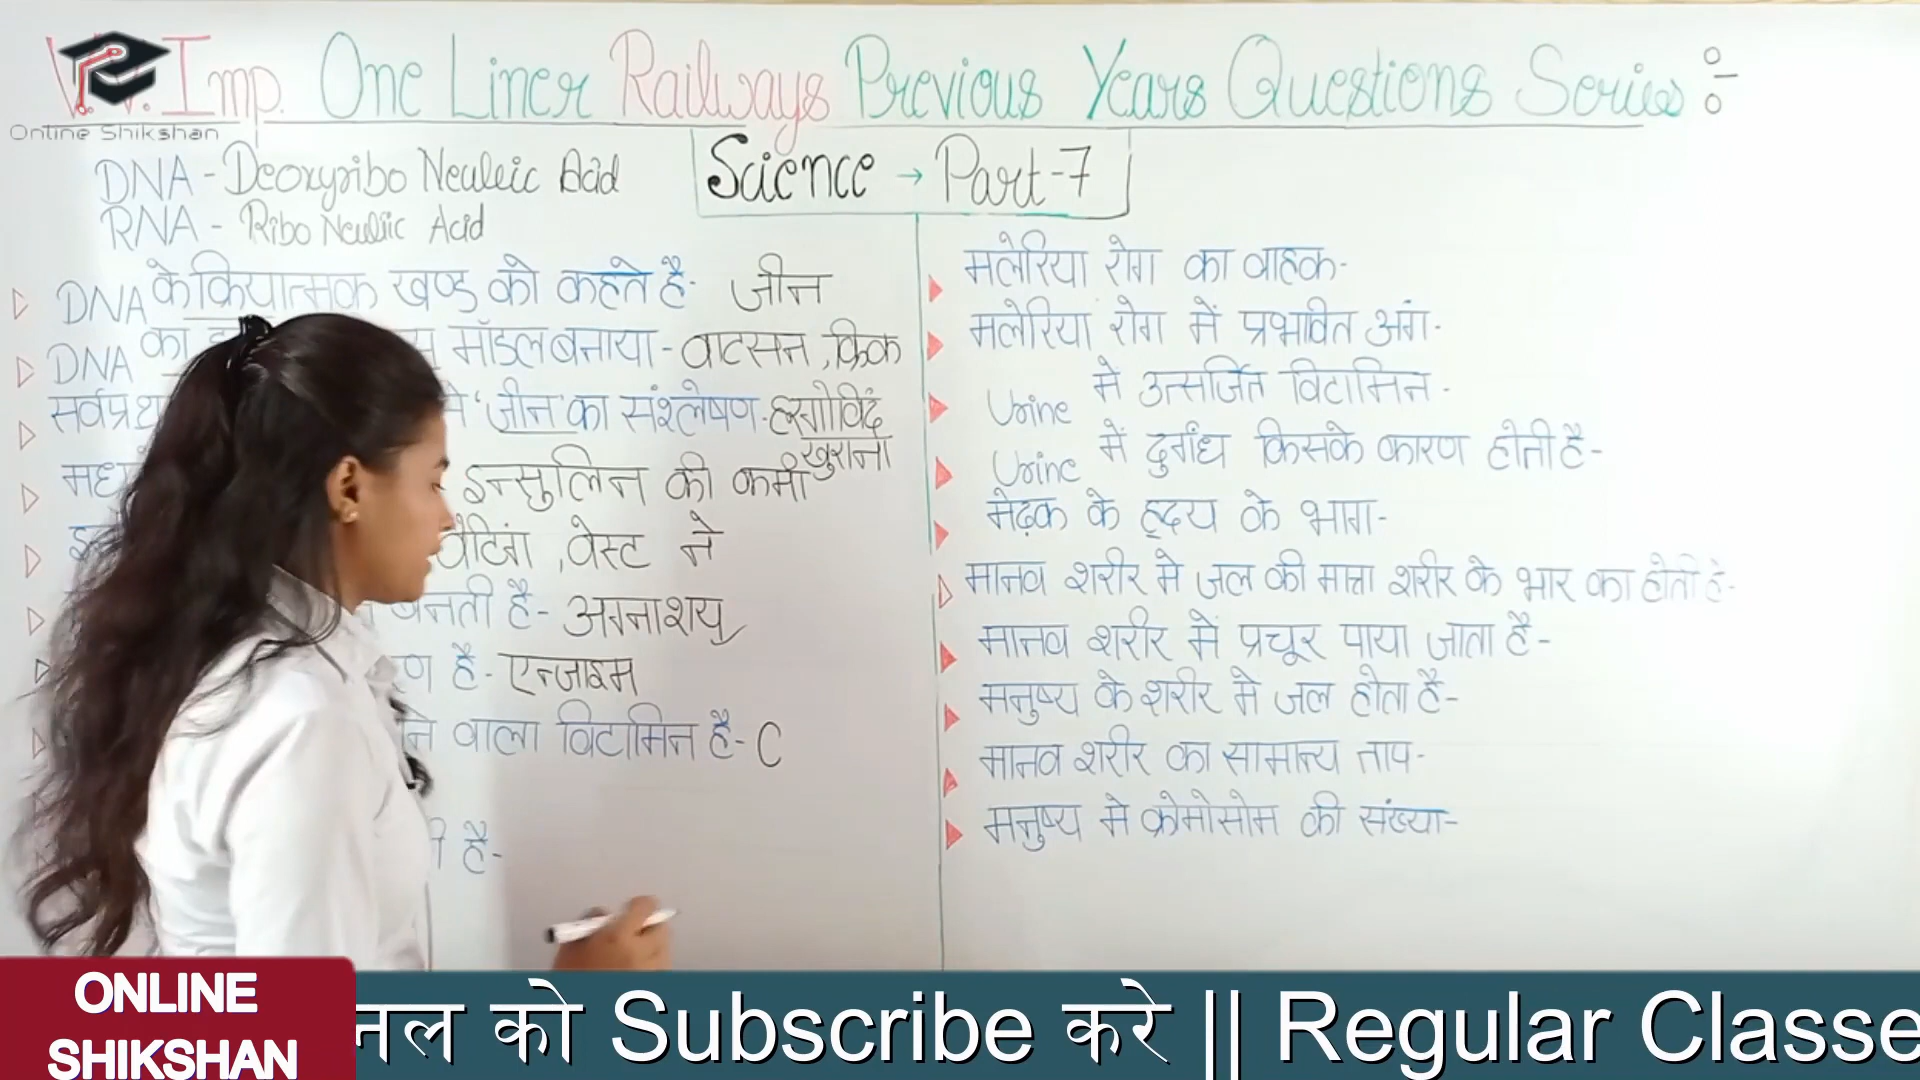 V.V. Imp. One Liner Railways Previous Years Questions Series :-
Online Shikshan
Science → Part-7
DNA - Deoxyribo Neuleic Acid
RNA - Ribo Neuliic Acid
DNA के क्रियात्मक खण्ड को कहते है- जीन
DNA का मॉडल बनाया - वाटसन, क्रिक
सर्वप्रथ 'जीन' का संश्लेषण - हरगोविंद खुराना
मध इन्सुलिन की कमी
वेटिंग, वेस्ट ने
बनती है- अग्नाशय
है- एन्जाइम
ने वाला विटामिन है- C
है-
मलेरिया रोग का वाहक-
मलेरिया रोग में प्रभावित अंग-
Urine में उत्सर्जित विटामिन-
Urine में दुर्गंध किसके कारण होती है-
मेढ़क के हृदय के भाग-
मानव शरीर मे जल की मात्रा शरीर के भार का होती है-
मानव शरीर में प्रचूर पाया जाता है-
मनुष्य के शरीर मे जल होता है-
मानव शरीर का सामान्य ताप-
मनुष्य मे क्रोमोसोम की संख्या-
ONLINE
SHIKSHAN
नल को Subscribe करे || Regular Classe